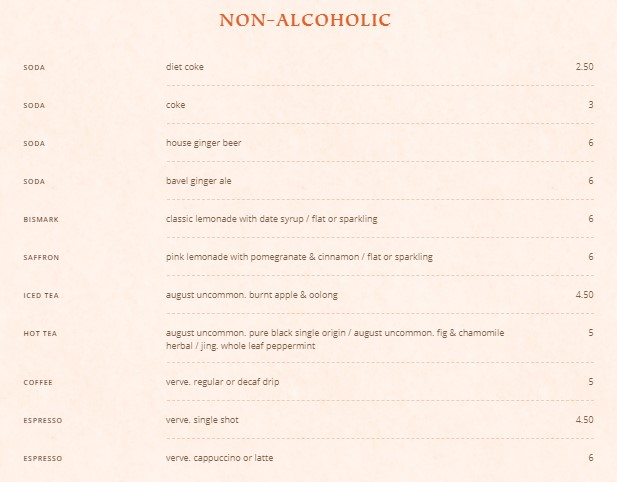 NON-ALCOHOLIC
SODA diet coke 2.50
SODA coke 3
SODA house ginger beer 6
SODA bavel ginger ale 6
BISMARK classic lemonade with date syrup / flat or sparkling 6
SAFFRON pink lemonade with pomegranate & cinnamon / flat or sparkling 6
ICED TEA august uncommon. burnt apple & oolong 4.50
HOT TEA august uncommon. pure black single origin / august uncommon. fig & chamomile 5
herbal / jing. whole leaf peppermint
COFFEE verve. regular or decaf drip 5
ESPRESSO verve. single shot 4.50
ESPRESSO verve. cappuccino or latte 6